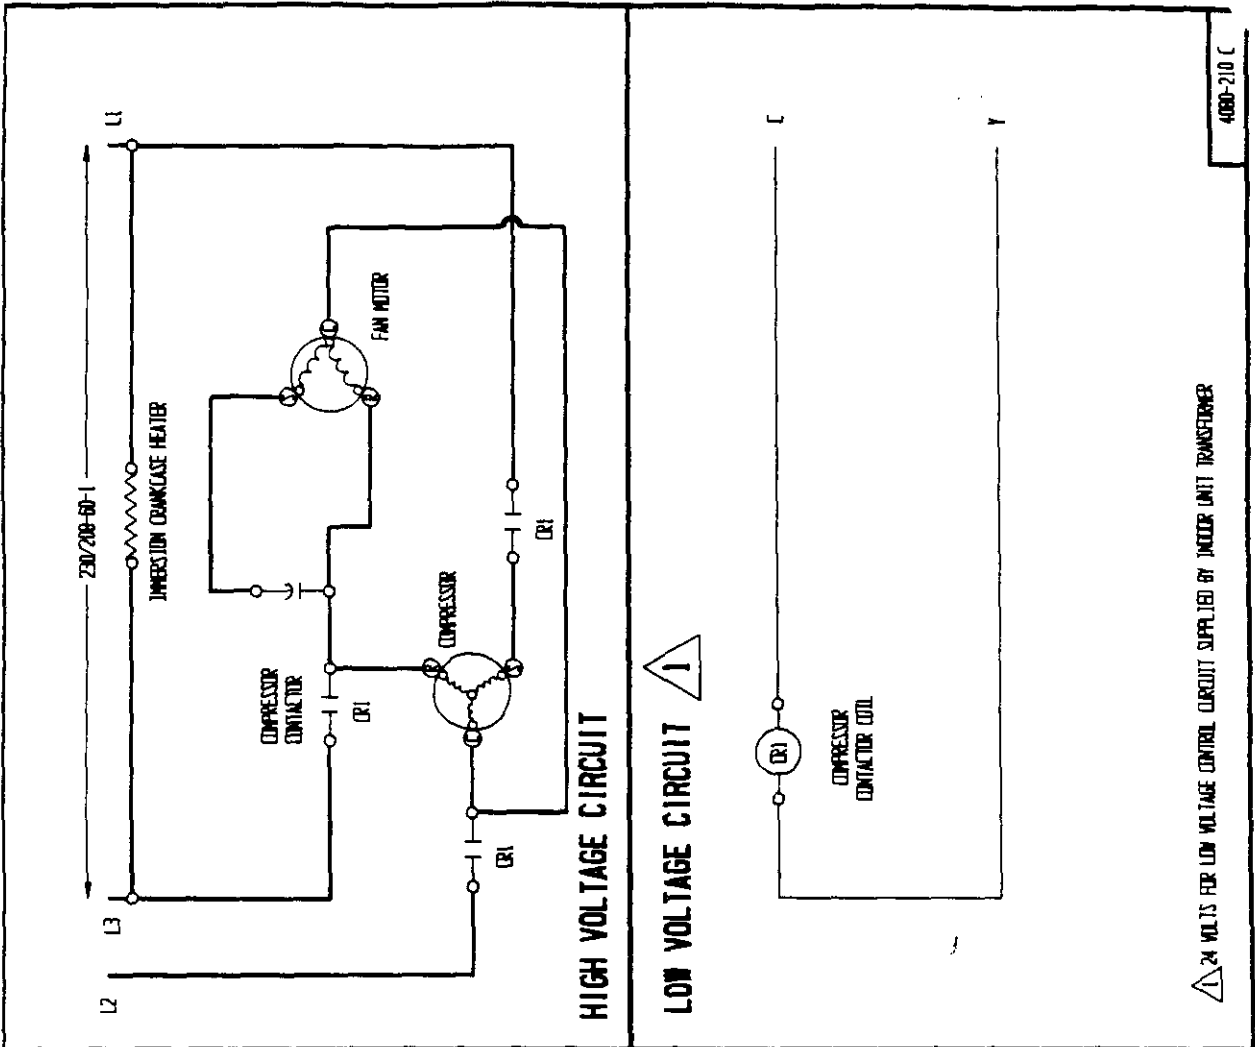 4080-210 C
L1
L3
L2
230/208-60-1
IMMERSION CRANKCASE HEATER
FAN MOTOR
S
R
C
COMPRESSOR
CONTACTOR
CR1
COMPRESSOR
R
S
C
CR1
CR1
HIGH VOLTAGE CIRCUIT
LOW VOLTAGE CIRCUIT
1
C
Y
CR1
COMPRESSOR
CONTACTOR COIL
1 24 VOLTS FOR LOW VOLTAGE CONTROL CIRCUIT SUPPLIED BY INDOOR UNIT TRANSFORMER